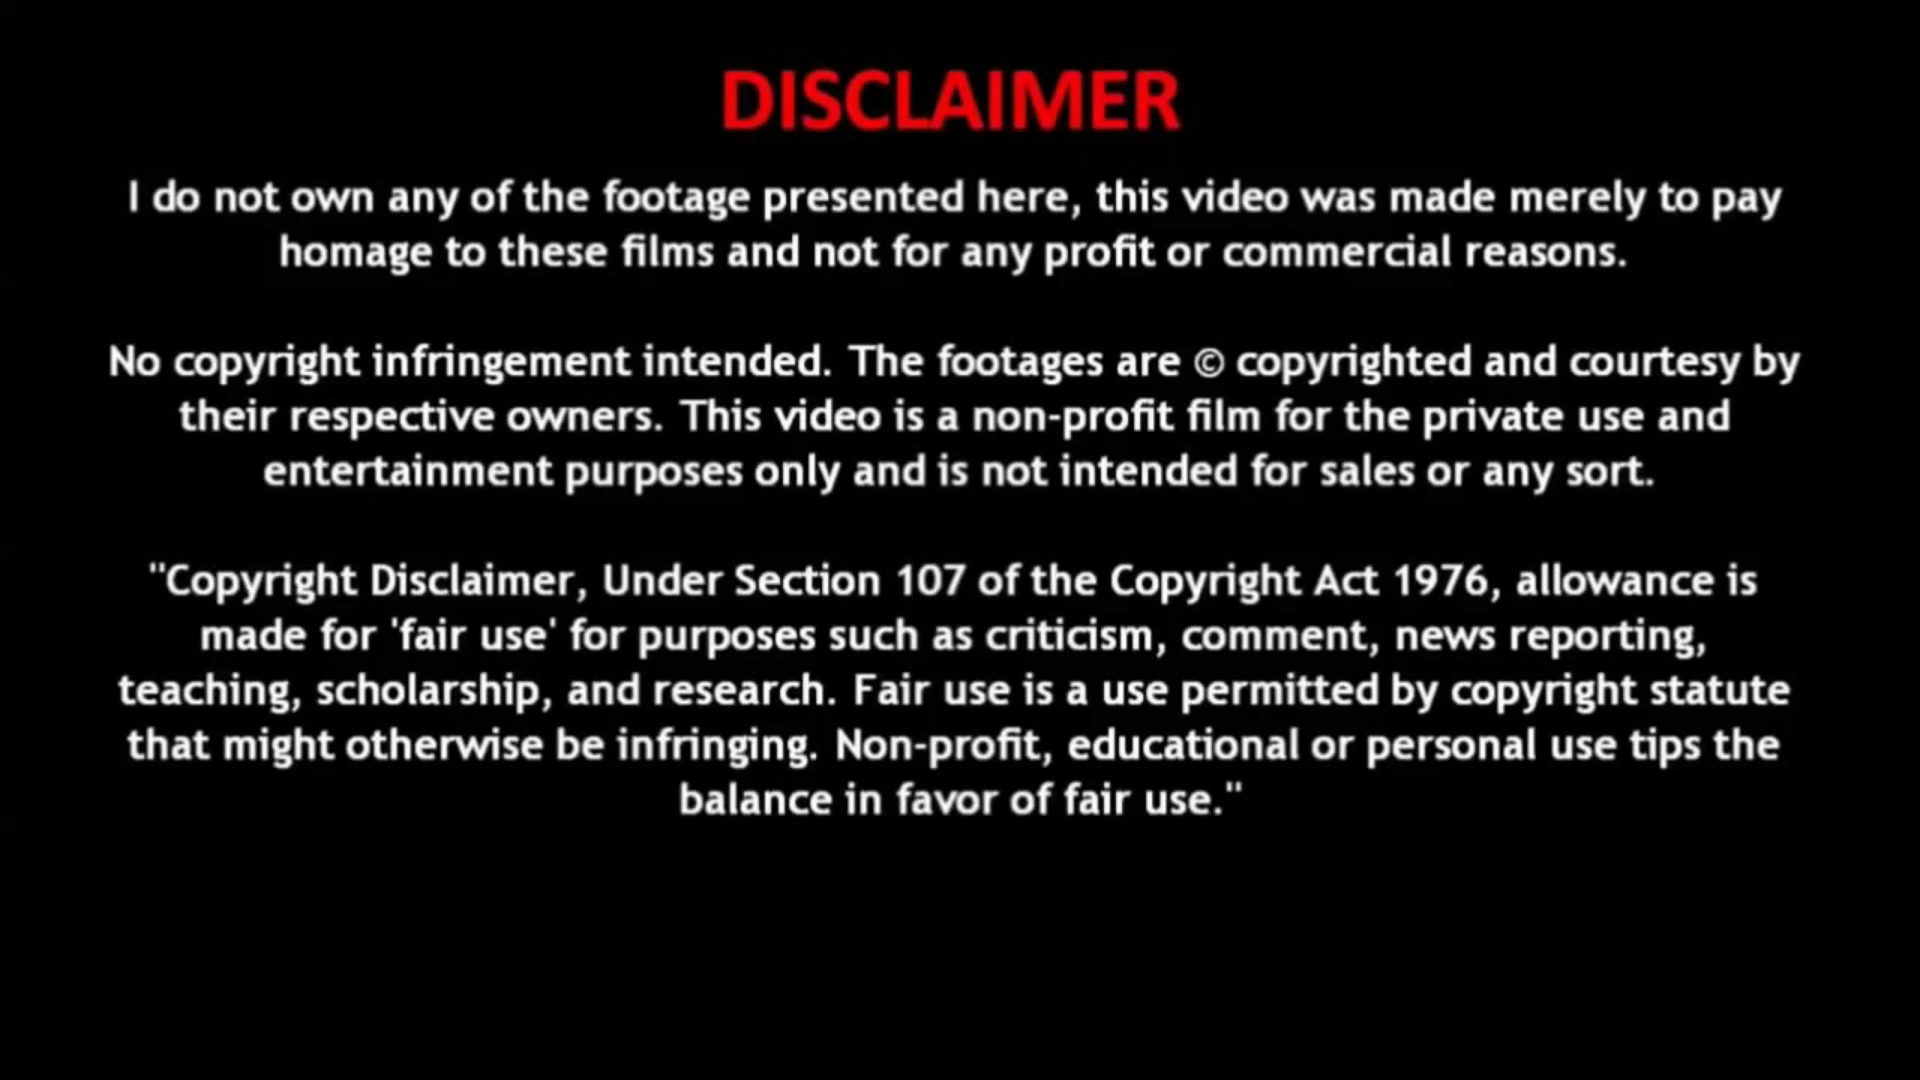 DISCLAIMER
I do not own any of the footage presented here, this video was made merely to pay
homage to these films and not for any profit or commercial reasons.
No copyright infringement intended. The footages are © copyrighted and courtesy by
their respective owners. This video is a non-profit film for the private use and
entertainment purposes only and is not intended for sales or any sort.
"Copyright Disclaimer, Under Section 107 of the Copyright Act 1976, allowance is
made for 'fair use' for purposes such as criticism, comment, news reporting,
teaching, scholarship, and research. Fair use is a use permitted by copyright statute
that might otherwise be infringing. Non-profit, educational or personal use tips the
balance in favor of fair use."